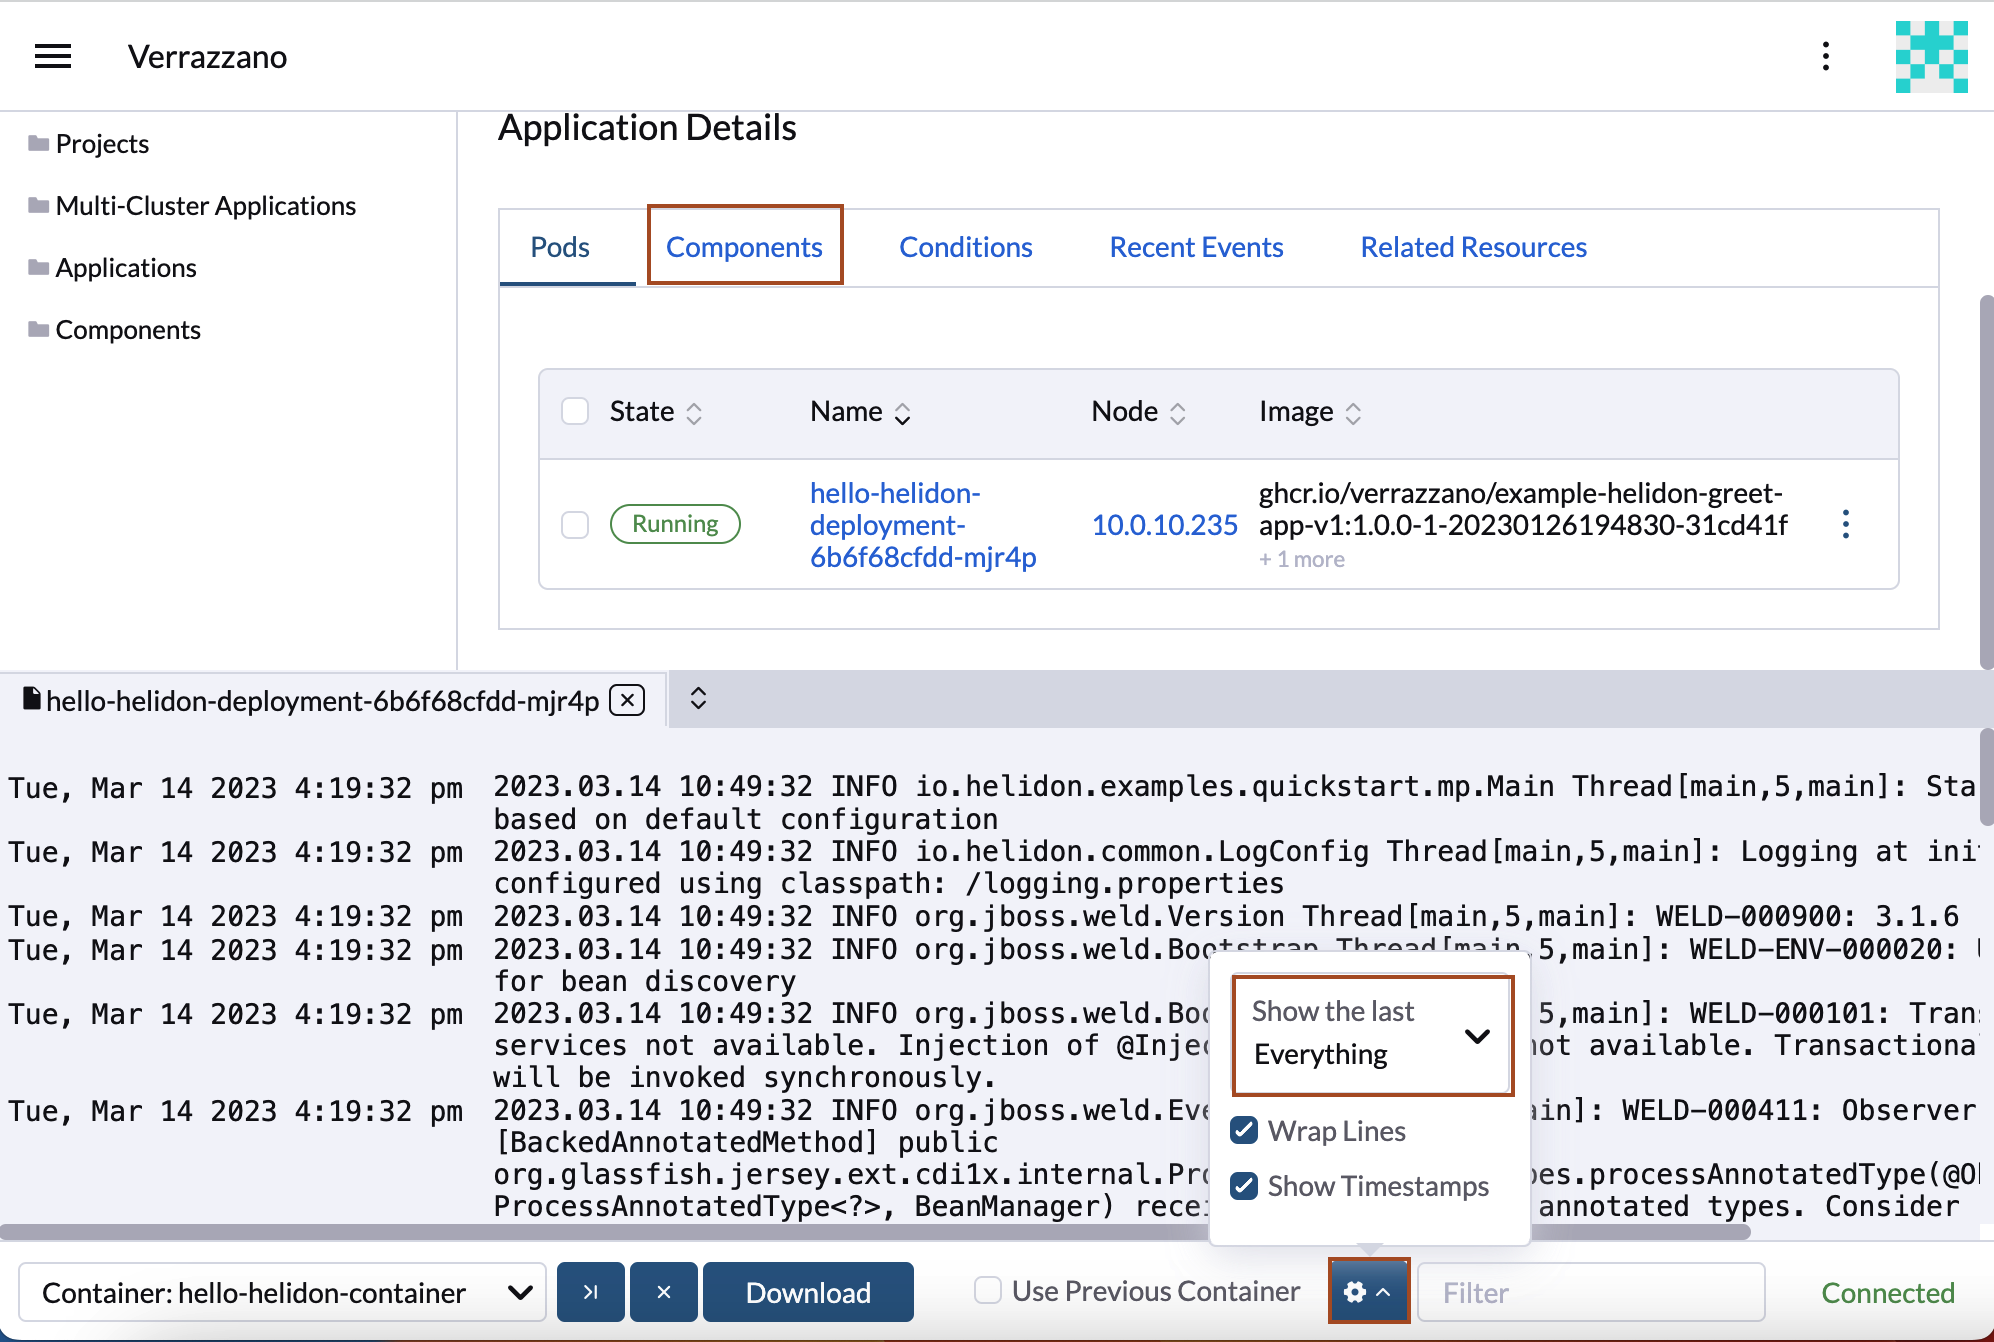 Verrazzano
Projects
Multi-Cluster Applications
Applications
Components
Application Details
Pods Components Conditions Recent Events Related Resources
State Name Node Image
Running
hello-helidon-
deployment-
6b6f68cfdd-mjr4p
10.0.10.235
ghcr.io/verrazzano/example-helidon-greet-
app-v1:1.0.0-1-20230126194830-31cd41f
+ 1 more
hello-helidon-deployment-6b6f68cfdd-mjr4p
Tue, Mar 14 2023 4:19:32 pm 2023.03.14 10:49:32 INFO io.helidon.examples.quickstart.mp.Main Thread[main,5,main]: Sta
based on default configuration
Tue, Mar 14 2023 4:19:32 pm 2023.03.14 10:49:32 INFO io.helidon.common.LogConfig Thread[main,5,main]: Logging at
configured using classpath: /logging.properties
Tue, Mar 14 2023 4:19:32 pm 2023.03.14 10:49:32 INFO org.jboss.weld.Version Thread[main,5,main]: WELD-000900: 3.1.6
Tue, Mar 14 2023 4:19:32 pm 2023.03.14 10:49:32 INFO org.jboss.weld.Bootstrap Thread[main,5,main]: WELD-ENV-000020:
for bean discovery
Tue, Mar 14 2023 4:19:32 pm 2023.03.14 10:49:32 INFO org.jboss.weld.Boo 5,main]: WELD-000101: Tran
services not available. Injection of @Injec not available. Transactiona
will be invoked synchronously.
Tue, Mar 14 2023 4:19:32 pm 2023.03.14 10:49:32 INFO org.jboss.weld.Eve ain]: WELD-000411: Observer
[BackedAnnotatedMethod] public
org.glassfish.jersey.ext.cdi1x.internal.Pro pes.processAnnotatedType(@Ob
ProcessAnnotatedType<?>, BeanManager) recei annotated types. Consider
Show the last
Everything
Wrap Lines
Show Timestamps
Container: hello-helidon-container Download Use Previous Container Filter Connected